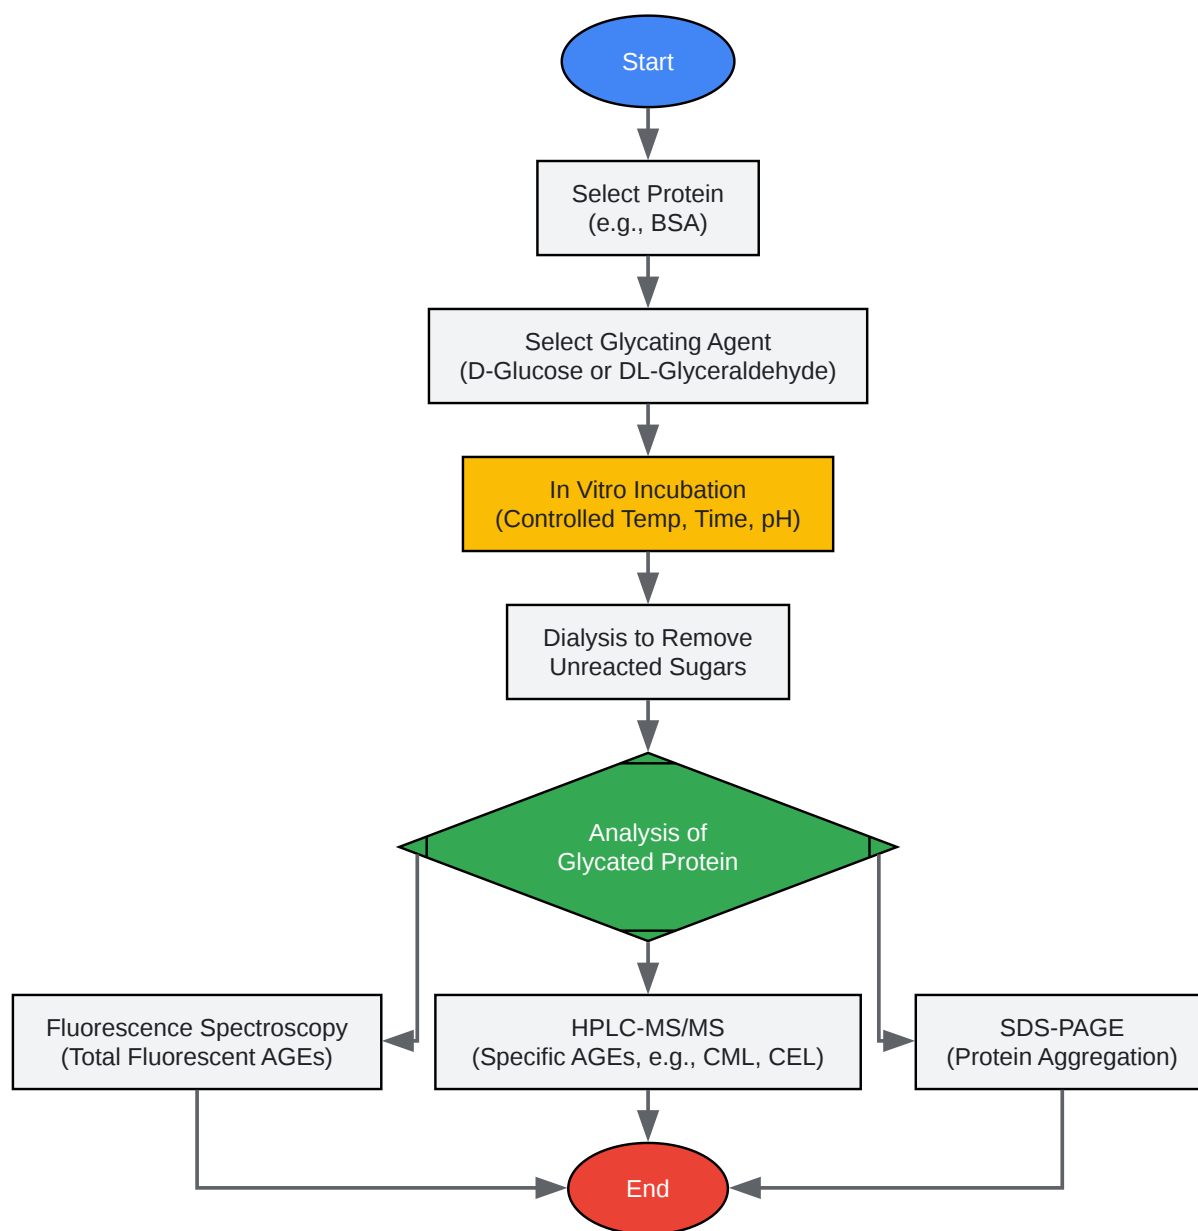 Start
Select Protein
(e.g., BSA)
Select Glycating Agent
(D-Glucose or DL-Glyceraldehyde)
In Vitro Incubation
(Controlled Temp, Time, pH)
Dialysis to Remove
Unreacted Sugars
Analysis of
Glycated Protein
Fluorescence Spectroscopy
(Total Fluorescent AGEs)
HPLC-MS/MS
(Specific AGEs, e.g., CML, CEL)
SDS-PAGE
(Protein Aggregation)
End